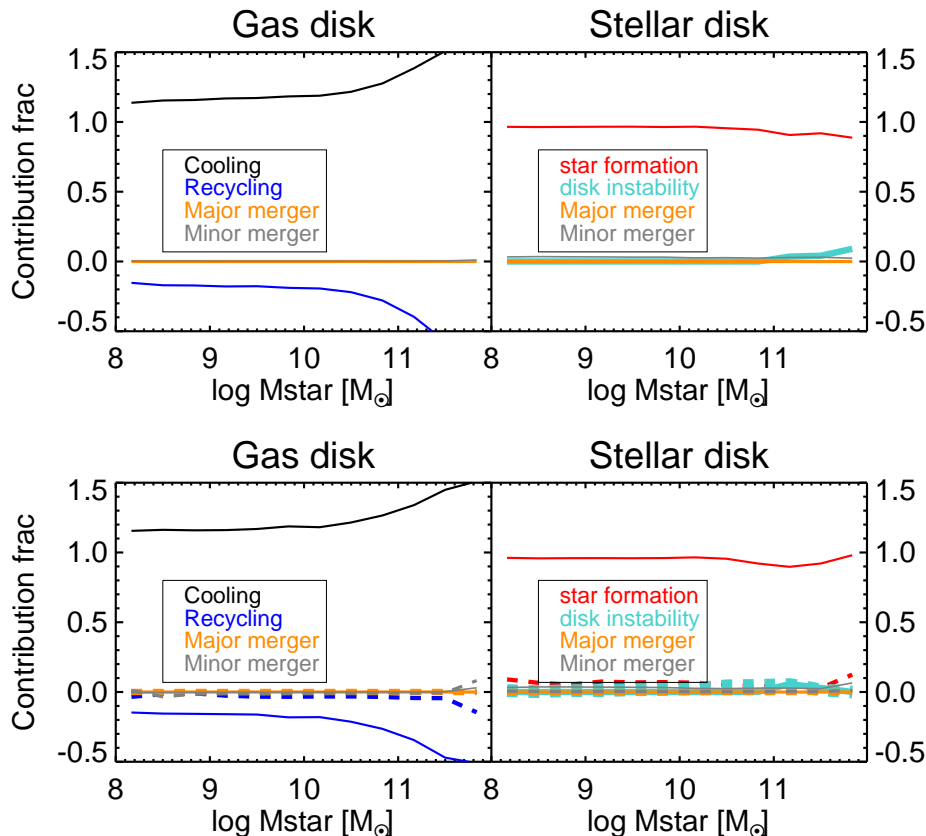 Gas disk Stellar disk
1.5 1.5
1.0 1.0
0.5 0.5
0.0 0.0
-0.5 -0.5
Contribution frac
Cooling
Recycling
Major merger
Minor merger
star formation
disk instability
Major merger
Minor merger
8 9 10 11 8 9 10 11
log Mstar [M⊙] log Mstar [M⊙]
Gas disk Stellar disk
1.5 1.5
1.0 1.0
0.5 0.5
0.0 0.0
-0.5 -0.5
Contribution frac
Cooling
Recycling
Major merger
Minor merger
star formation
disk instability
Major merger
Minor merger
8 9 10 11 8 9 10 11
log Mstar [M⊙] log Mstar [M⊙]